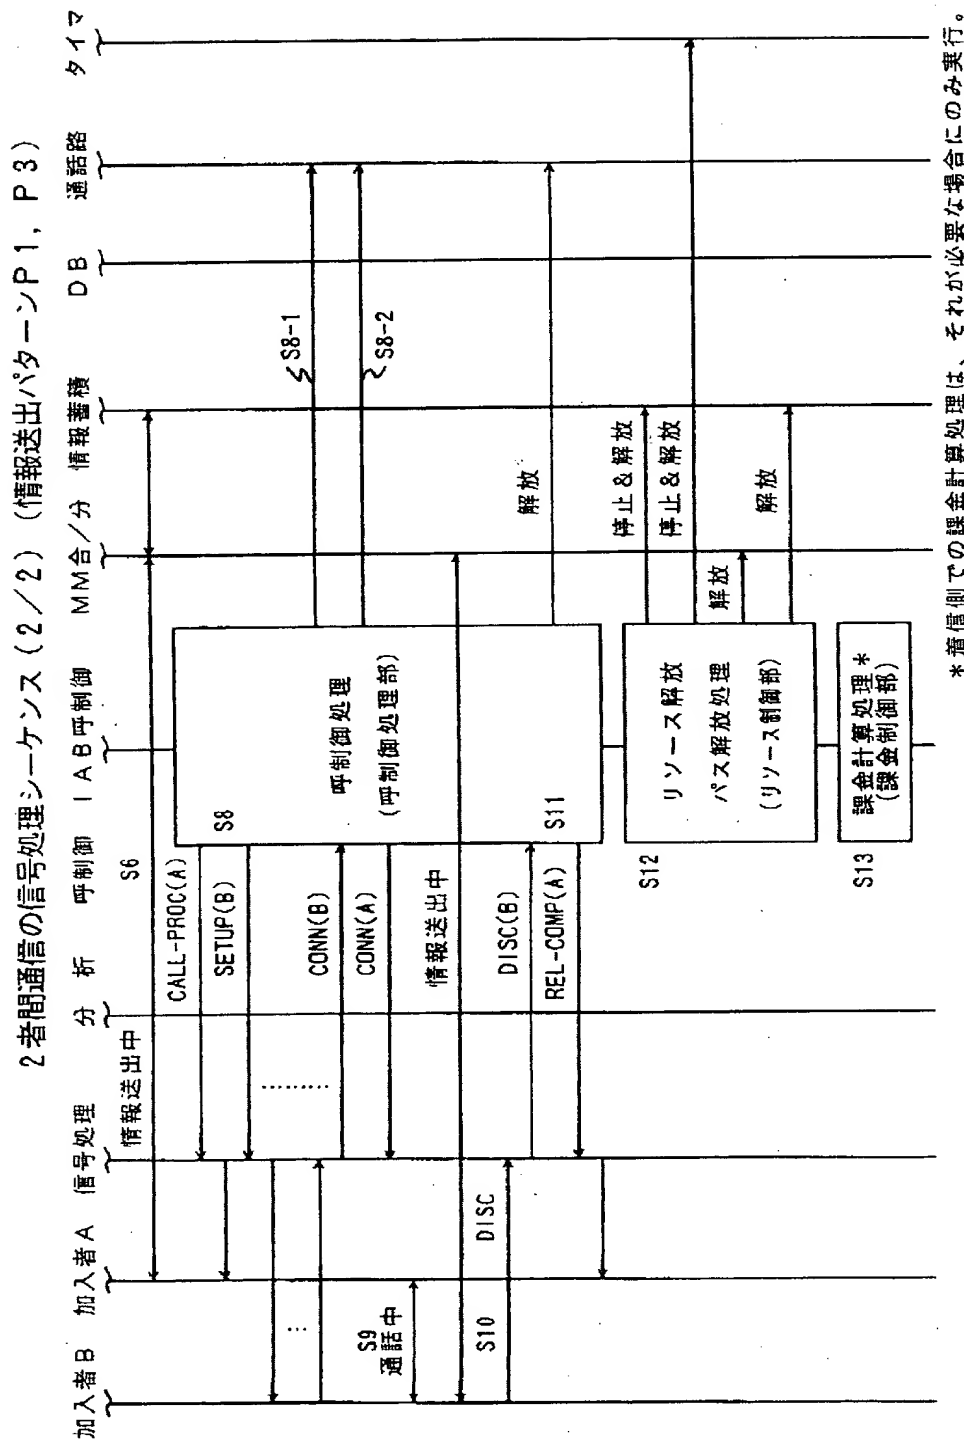 2者間通信の信号処理シーケンス(2/2)(情報送出パターンP1,P3)
加入者B
加入者A
信号処理
分析
呼制御
IAB呼制御
MM合/分
情報蓄積
DB
通話路
タイマ
情報送出中
S6
CALL-PROC(A)
SETUP(B)
S8
S8-1
S8-2
呼制御処理
(呼制御処理部)
CONN(B)
CONN(A)
S9
通話中
情報送出中
S10
DISC
DISC(B)
REL-COMP(A)
S11
解放
S12
リソース解放
パス解放処理
(リソース制御部)
停止&解放
停止&解放
解放
解放
S13
課金計算処理*
(課金制御部)
*着信側での課金計算処理は、それが必要な場合にのみ実行。